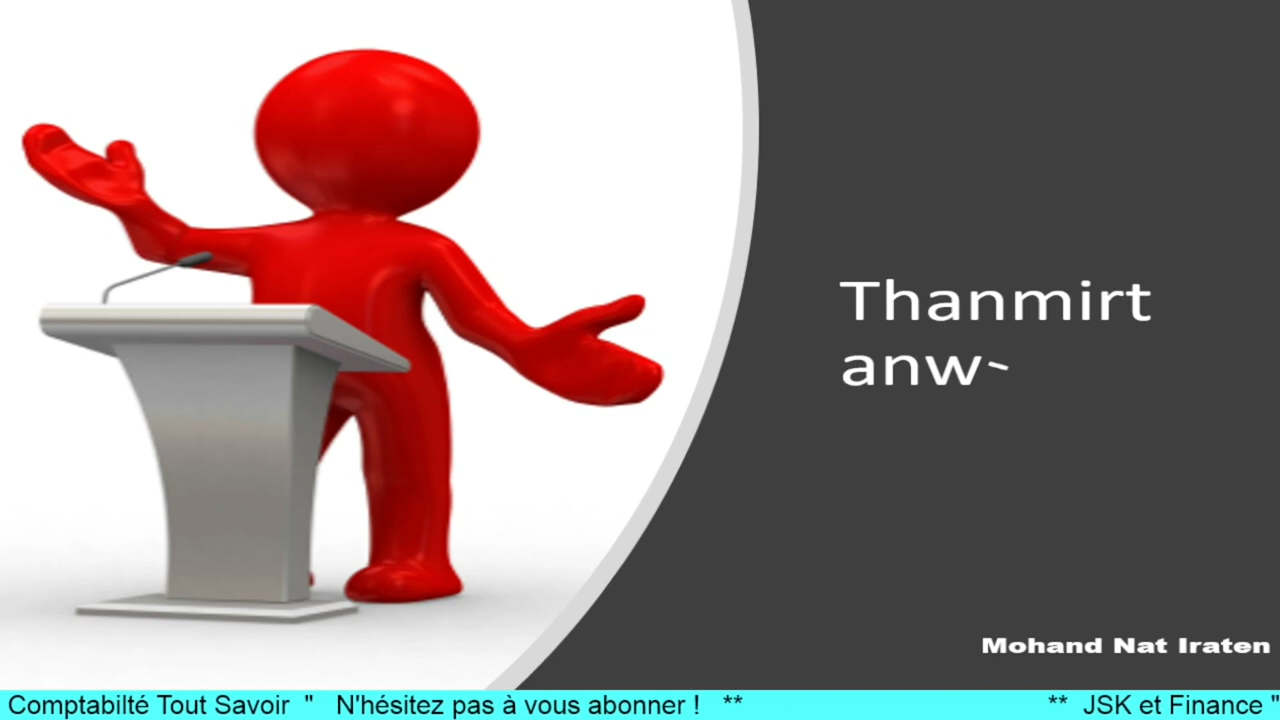 Thanmirt
anw~
Mohand Nat Iraten
Comptabilté Tout Savoir " N'hésitez pas à vous abonner ! ** ** JSK et Finance "